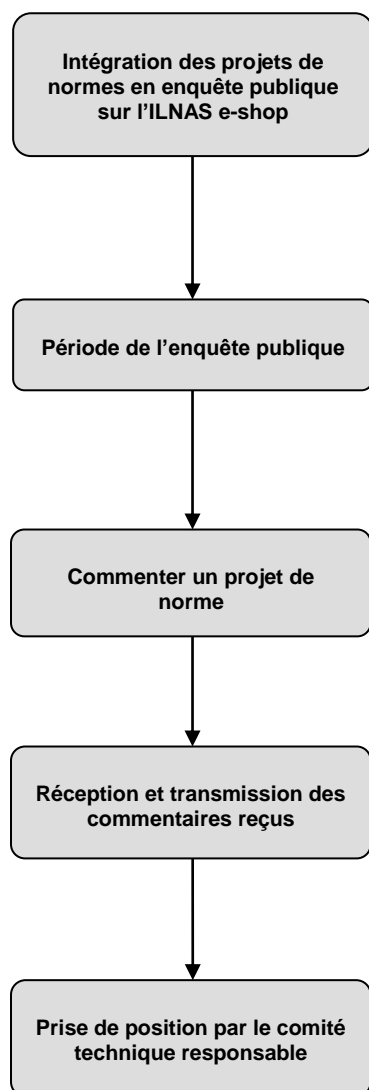 Intégration des projets de
normes en enquête publique
sur l'ILNAS e-shop
Période de l'enquête publique
Commenter un projet de
norme
Réception et transmission des
commentaires reçus
Prise de position par le comité
technique responsable